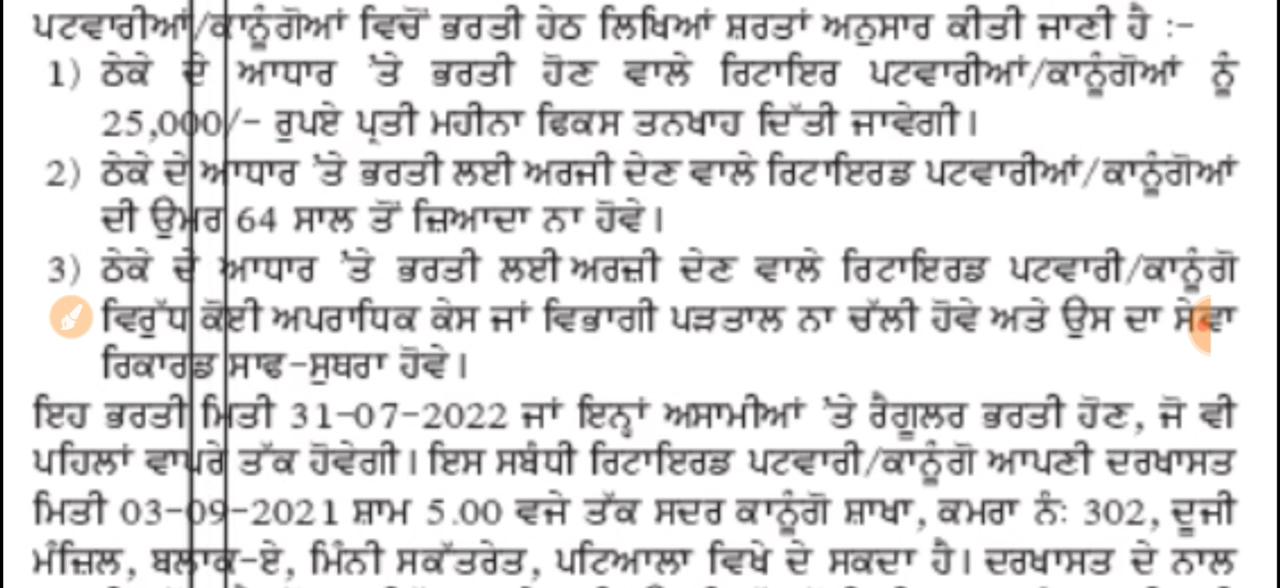 ਪਟਵਾਰੀਆਂ/ਕਾਨੂੰਗੋਆਂ ਵਿਚੋਂ ਭਰਤੀ ਹੇਠ ਲਿਖਿਆਂ ਸ਼ਰਤਾਂ ਅਨੁਸਾਰ ਕੀਤੀ ਜਾਣੀ ਹੈ :-
1) ਠੇਕੇ ਦੇ ਆਧਾਰ 'ਤੇ ਭਰਤੀ ਹੋਣ ਵਾਲੇ ਰਿਟਾਇਰ ਪਟਵਾਰੀਆਂ/ਕਾਨੂੰਗੋਆਂ ਨੂੰ
25,000/- ਰੁਪਏ ਪ੍ਰਤੀ ਮਹੀਨਾ ਫਿਕਸ ਤਨਖਾਹ ਦਿੱਤੀ ਜਾਵੇਗੀ।
2) ਠੇਕੇ ਦੇ ਆਧਾਰ 'ਤੇ ਭਰਤੀ ਲਈ ਅਰਜੀ ਦੇਣ ਵਾਲੇ ਰਿਟਾਇਰਡ ਪਟਵਾਰੀਆਂ/ਕਾਨੂੰਗੋਆਂ
ਦੀ ਉਮਰ 64 ਸਾਲ ਤੋਂ ਜ਼ਿਆਦਾ ਨਾ ਹੋਵੇ।
3) ਠੇਕੇ ਦੇ ਆਧਾਰ 'ਤੇ ਭਰਤੀ ਲਈ ਅਰਜ਼ੀ ਦੇਣ ਵਾਲੇ ਰਿਟਾਇਰਡ ਪਟਵਾਰੀ/ਕਾਨੂੰਗੋ
ਵਿਰੁੱਧ ਕੋਈ ਅਪਰਾਧਿਕ ਕੇਸ ਜਾਂ ਵਿਭਾਗੀ ਪੜਤਾਲ ਨਾ ਚੱਲੀ ਹੋਵੇ ਅਤੇ ਉਸ ਦਾ ਸੇਵਾ
ਰਿਕਾਰਡ ਸਾਫ-ਸੁਥਰਾ ਹੋਵੇ।
ਇਹ ਭਰਤੀ ਮਿਤੀ 31-07-2022 ਜਾਂ ਇਨ੍ਹਾਂ ਅਸਾਮੀਆਂ 'ਤੇ ਰੈਗੂਲਰ ਭਰਤੀ ਹੋਣ, ਜੋ ਵੀ
ਪਹਿਲਾਂ ਵਾਪਰੇ ਤੱਕ ਹੋਵੇਗੀ। ਇਸ ਸਬੰਧੀ ਰਿਟਾਇਰਡ ਪਟਵਾਰੀ/ਕਾਨੂੰਗੋ ਆਪਣੀ ਦਰਖਾਸਤ
ਮਿਤੀ 03-09-2021 ਸ਼ਾਮ 5.00 ਵਜੇ ਤੱਕ ਸਦਰ ਕਾਨੂੰਗੋ ਸ਼ਾਖਾ, ਕਮਰਾ ਨੰ: 302, ਦੂਜੀ
ਮੰਜ਼ਿਲ, ਬਲਾਕ-ਏ, ਮਿੰਨੀ ਸਕੱਤਰੇਤ, ਪਟਿਆਲਾ ਵਿਖੇ ਦੇ ਸਕਦਾ ਹੈ। ਦਰਖਾਸਤ ਦੇ ਨਾਲ